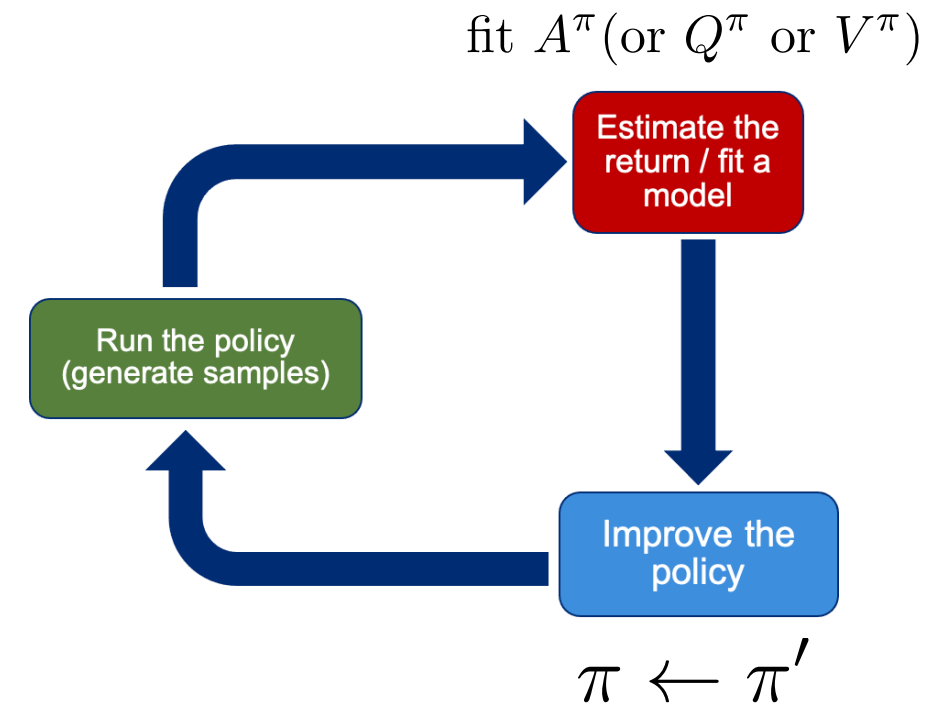 fit A^π(or Q^π or V^π)
Estimate the
return / fit a
model
Run the policy
(generate samples)
Improve the
policy
π ← π′